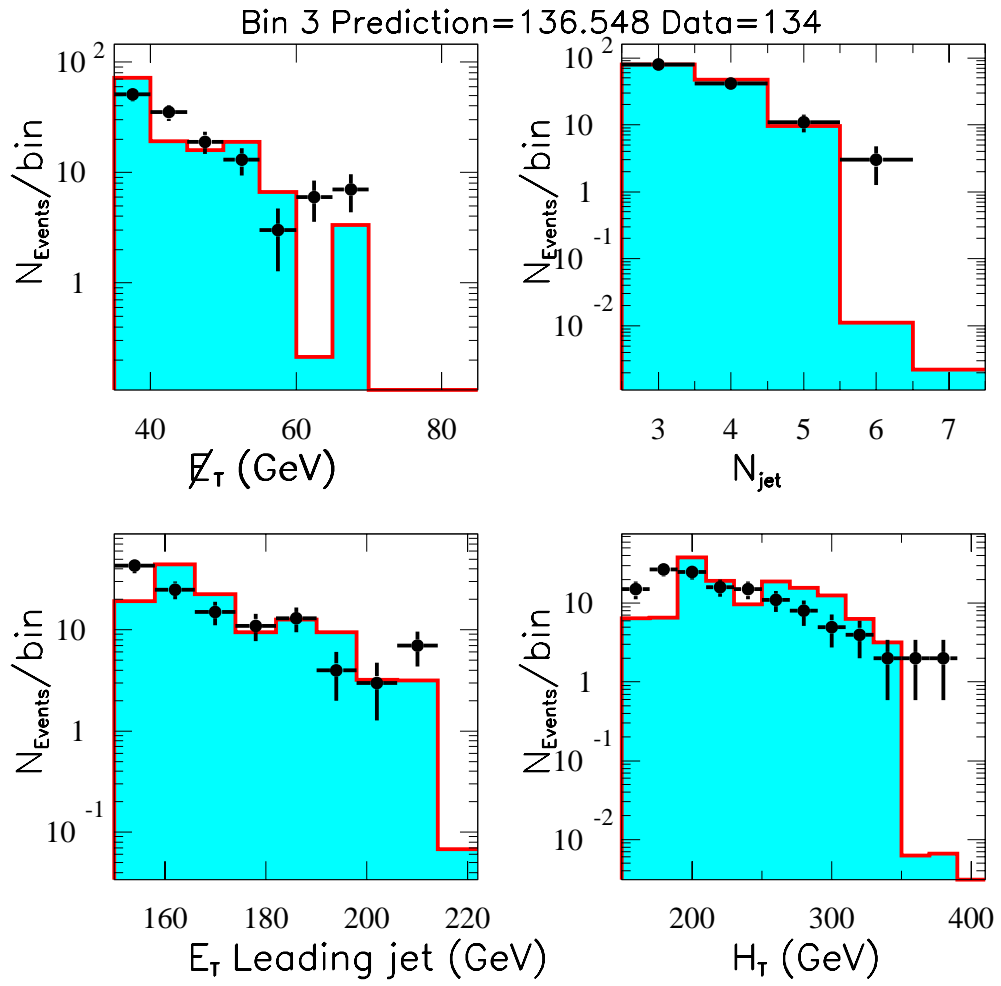 Bin 3 Prediction=136.548 Data=134
N_Events/bin
10^2
10
1
40 60 80
E̸_T (GeV)
N_Events/bin
10^2
10
1
10^-1
10^-2
3 4 5 6 7
N_jet
N_Events/bin
10
1
10^-1
160 180 200 220
E_T Leading jet (GeV)
N_Events/bin
10
1
10^-1
10^-2
200 300 400
H_T (GeV)